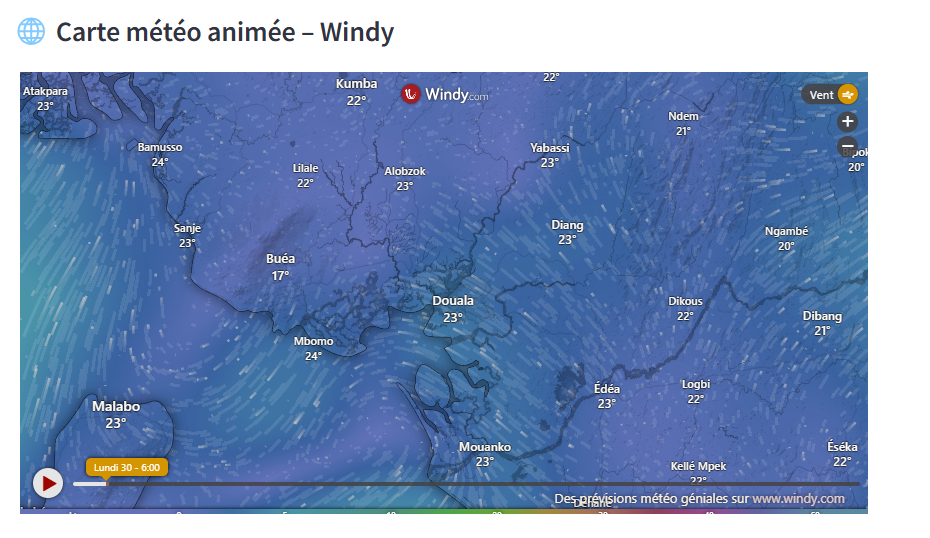 Carte météo animée – Windy
Atakpara
23°
Kumba
22°
Windy.com
22°
Vent
+
−
Ndem
21°
Bamusso
24°
Lilale
22°
Alobzok
23°
Yabassi
23°
20°
Sanje
23°
Diang
23°
Ngambé
20°
Buéa
17°
Douala
23°
Dikous
22°
Dibang
21°
Mbomo
24°
Malabo
23°
Édéa
23°
Logbi
22°
Mouanko
23°
Éséka
22°
Kellé Mpek
22°
Lundi 30 - 6:00
Des prévisions météo géniales sur www.windy.com